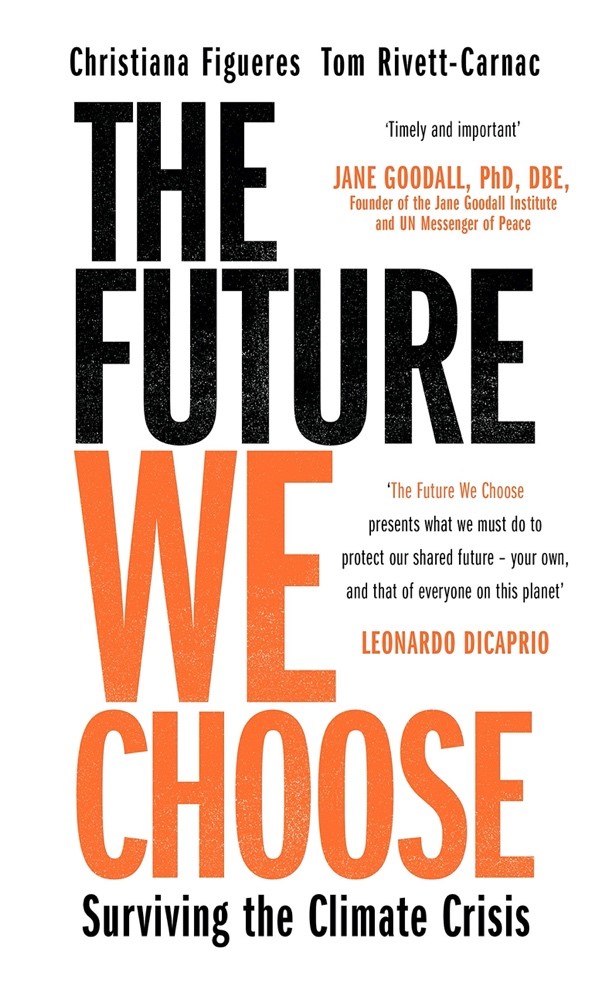 Christiana Figueres Tom Rivett-Carnac
THE
'Timely and important'
JANE GOODALL, PhD, DBE,
Founder of the Jane Goodall Institute
and UN Messenger of Peace
FUTURE
WE
'The Future We Choose
presents what we must do to
protect our shared future – your own,
and that of everyone on this planet'
LEONARDO DICAPRIO
CHOOSE
Surviving the Climate Crisis